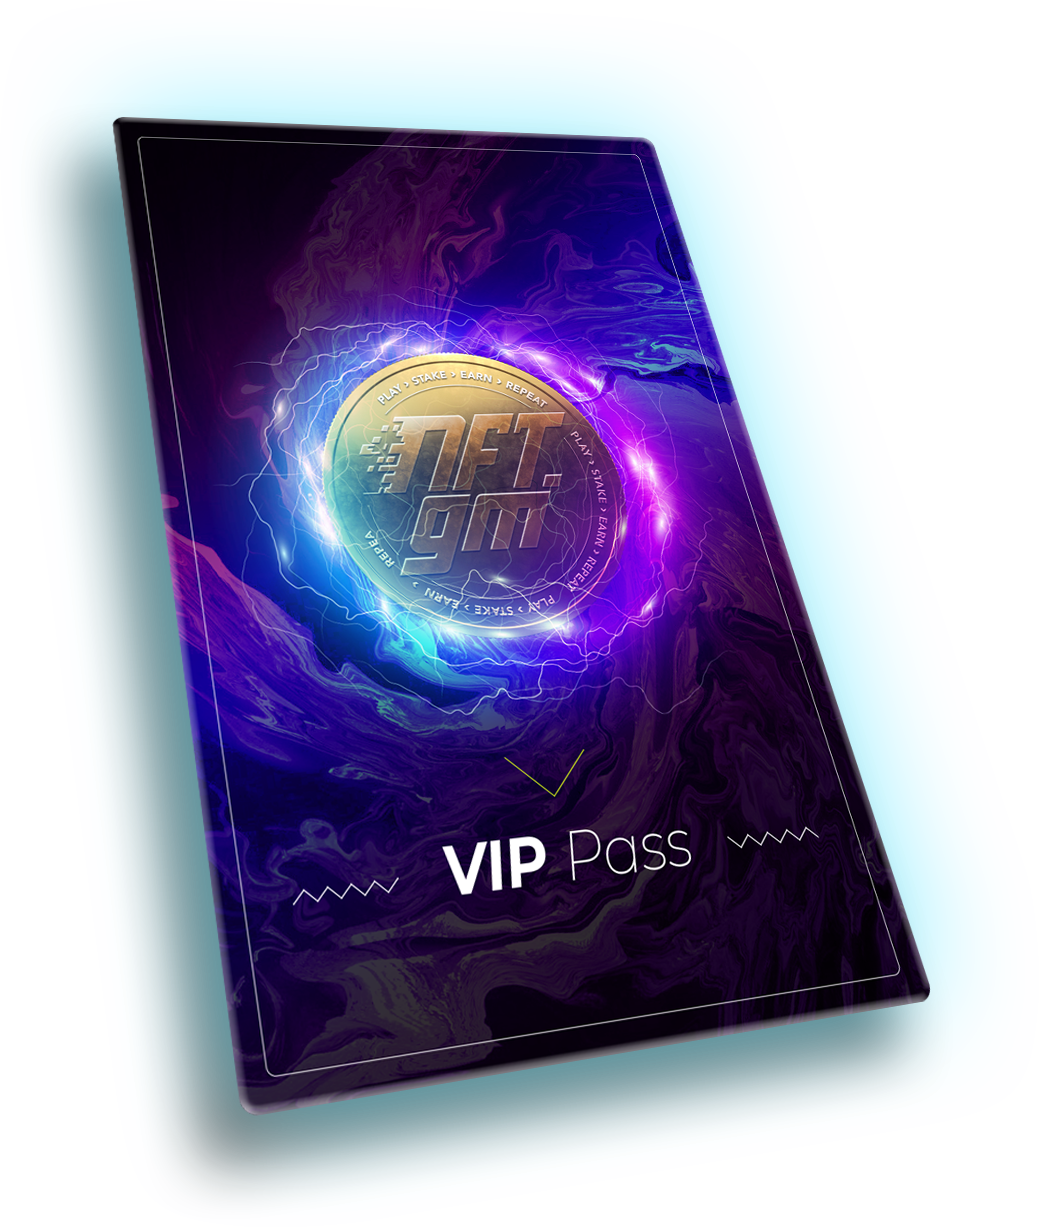 PLAY > STAKE > EARN > REPEAT
NFT.
gm
PLAY > STAKE > EARN > REPEAT
PLAY > STAKE > EARN > REPEA
VIP Pass